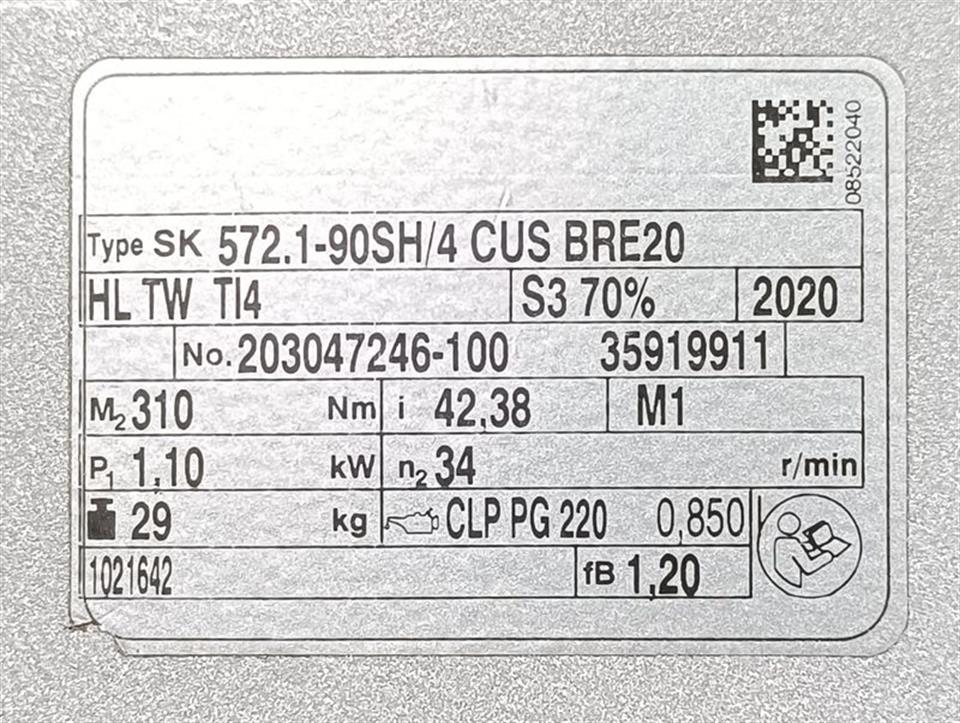 08522040
Type SK 572.1-90SH/4 CUS BRE20
HL TW TI4 S3 70% 2020
No. 203047246-100 35919911
M2 310 Nm i 42,38 M1
P1 1,10 kW n2 34 r/min
29 kg CLP PG 220 0,850
1021642 fB 1,20